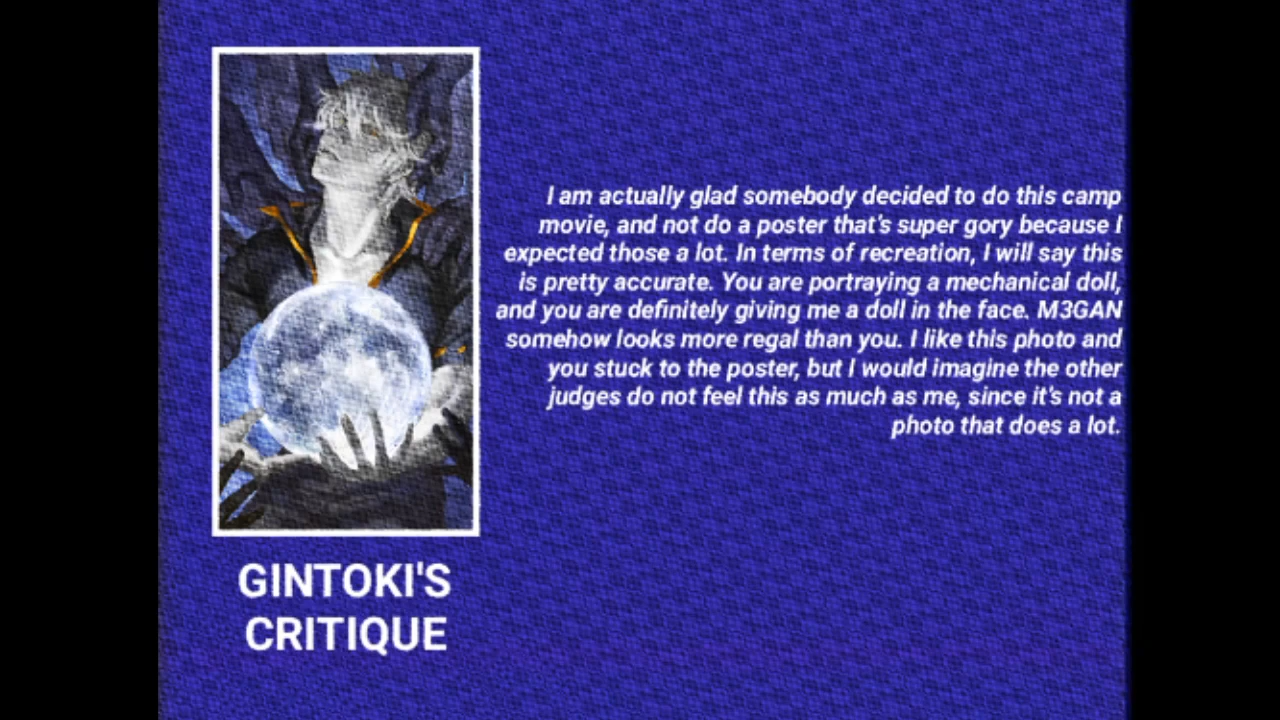 I am actually glad somebody decided to do this camp
movie, and not do a poster that's super gory because I
expected those a lot. In terms of recreation, I will say this
is pretty accurate. You are portraying a mechanical doll,
and you are definitely giving me a doll in the face. M3GAN
somehow looks more regal than you. I like this photo and
you stuck to the poster, but I would imagine the other
judges do not feel this as much as me, since it's not a
photo that does a lot.
GINTOKI'S
CRITIQUE